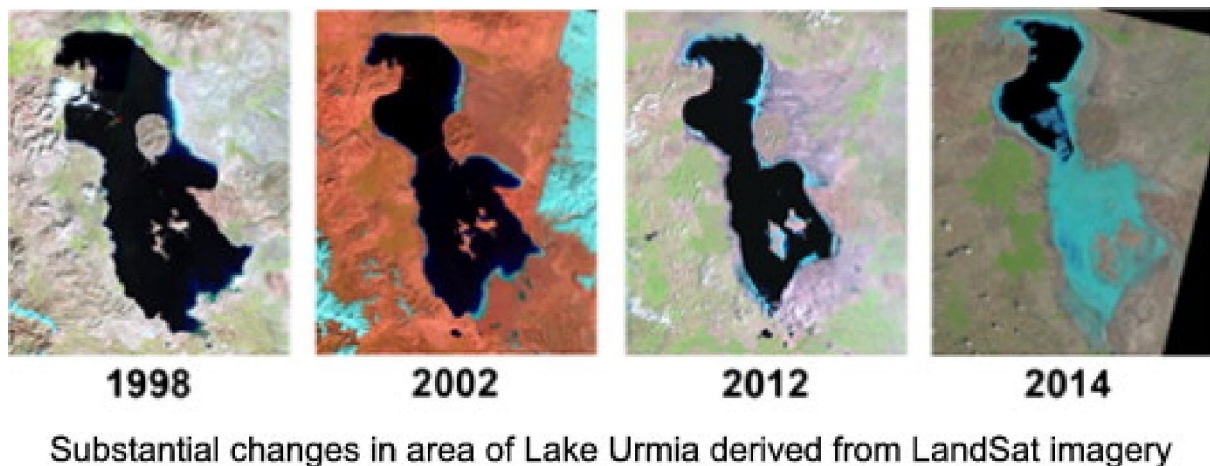 1998 2002 2012 2014
Substantial changes in area of Lake Urmia derived from LandSat imagery